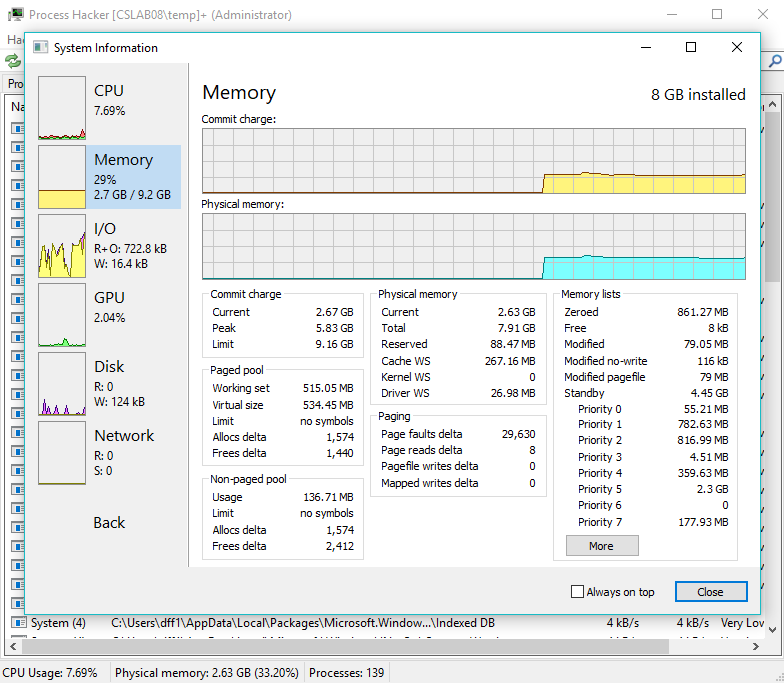 Process Hacker [CSLAB08\temp]+ (Administrator)
System Information
CPU
7.69%
Memory
29%
2.7 GB / 9.2 GB
I/O
R+O: 722.8 kB
W: 16.4 kB
GPU
2.04%
Disk
R: 0
W: 124 kB
Network
R: 0
S: 0
Back
Memory
8 GB installed
Commit charge:
Physical memory:
Commit charge
Current 2.67 GB
Peak 5.83 GB
Limit 9.16 GB
Paged pool
Working set 515.05 MB
Virtual size 534.45 MB
Limit no symbols
Allocs delta 1,574
Frees delta 1,440
Non-paged pool
Usage 136.71 MB
Limit no symbols
Allocs delta 1,574
Frees delta 2,412
Physical memory
Current 2.63 GB
Total 7.91 GB
Reserved 88.47 MB
Cache WS 267.16 MB
Kernel WS 0
Driver WS 26.98 MB
Paging
Page faults delta 29,630
Page reads delta 8
Pagefile writes delta 0
Mapped writes delta 0
Memory lists
Zeroed 861.27 MB
Free 8 kB
Modified 79.05 MB
Modified no-write 116 kB
Modified pagefile 79 MB
Standby 4.45 GB
Priority 0 55.21 MB
Priority 1 782.63 MB
Priority 2 816.99 MB
Priority 3 4.51 MB
Priority 4 359.63 MB
Priority 5 2.3 GB
Priority 6 0
Priority 7 177.93 MB
More
Always on top
Close
System (4) C:\Users\dff1\AppData\Local\Packages\Microsoft.Window...\Indexed DB 4 kB/s 4 kB/s Very Low
CPU Usage: 7.69% Physical memory: 2.63 GB (33.20%) Processes: 139